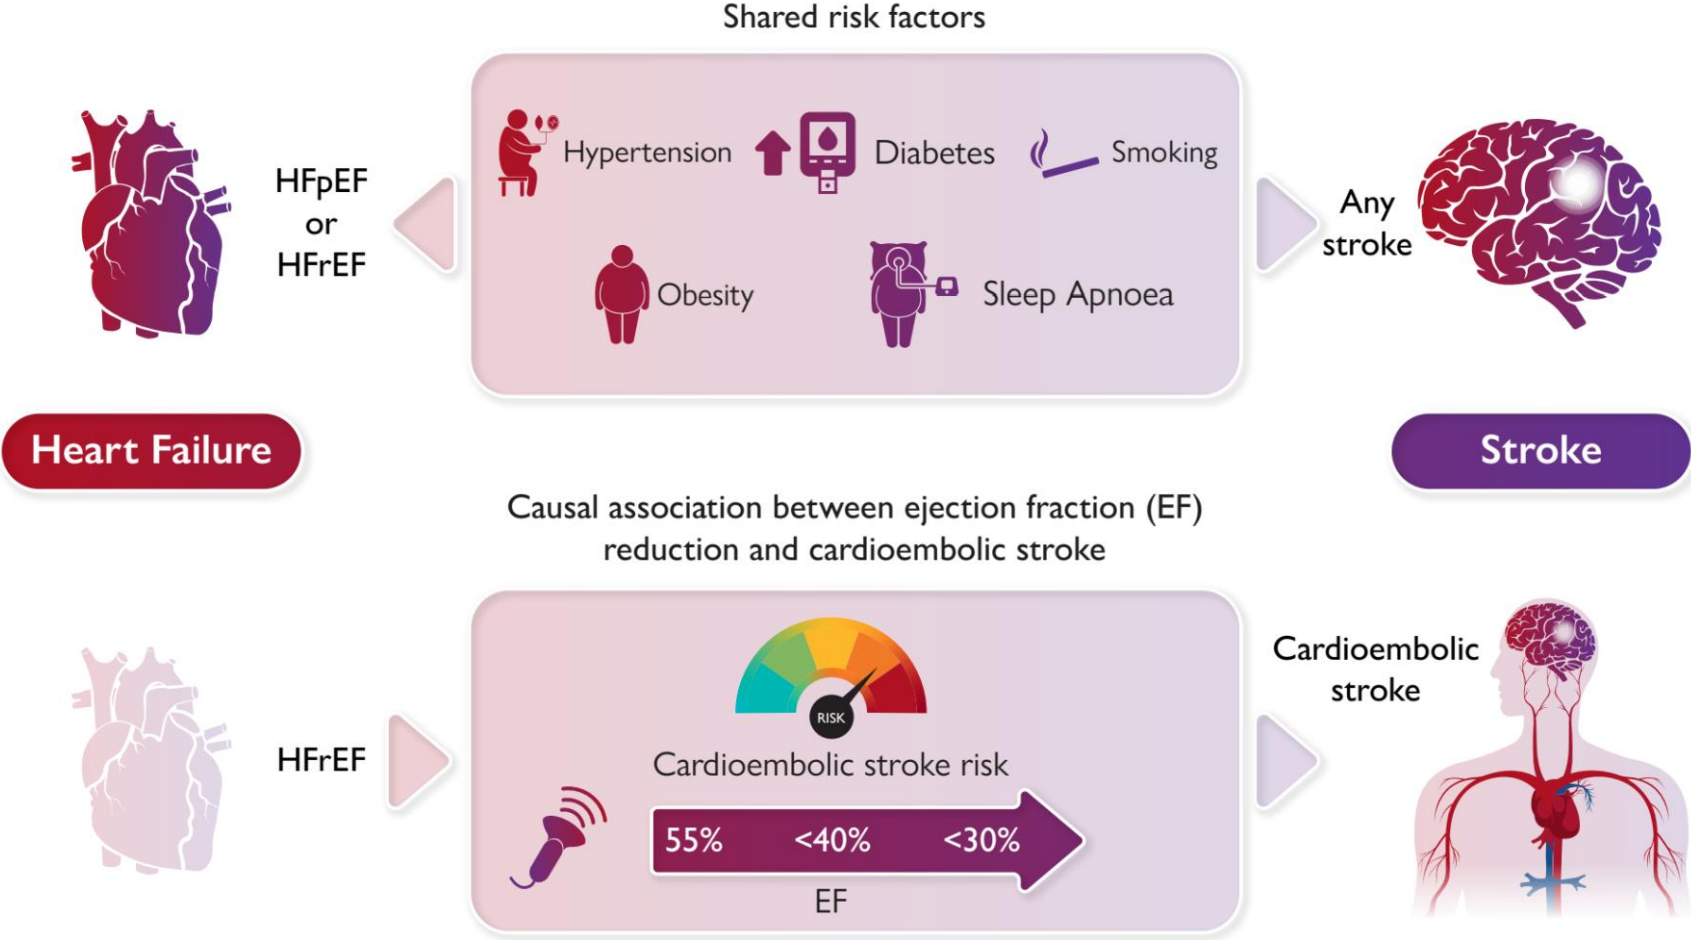 Shared risk factors
Hypertension
Diabetes
Smoking
HFpEF
or
HFrEF
Any
stroke
Obesity
Sleep Apnoea
Heart Failure
Stroke
Causal association between ejection fraction (EF)
reduction and cardioembolic stroke
Cardioembolic
stroke
RISK
HFrEF
Cardioembolic stroke risk
55% <40% <30%
EF